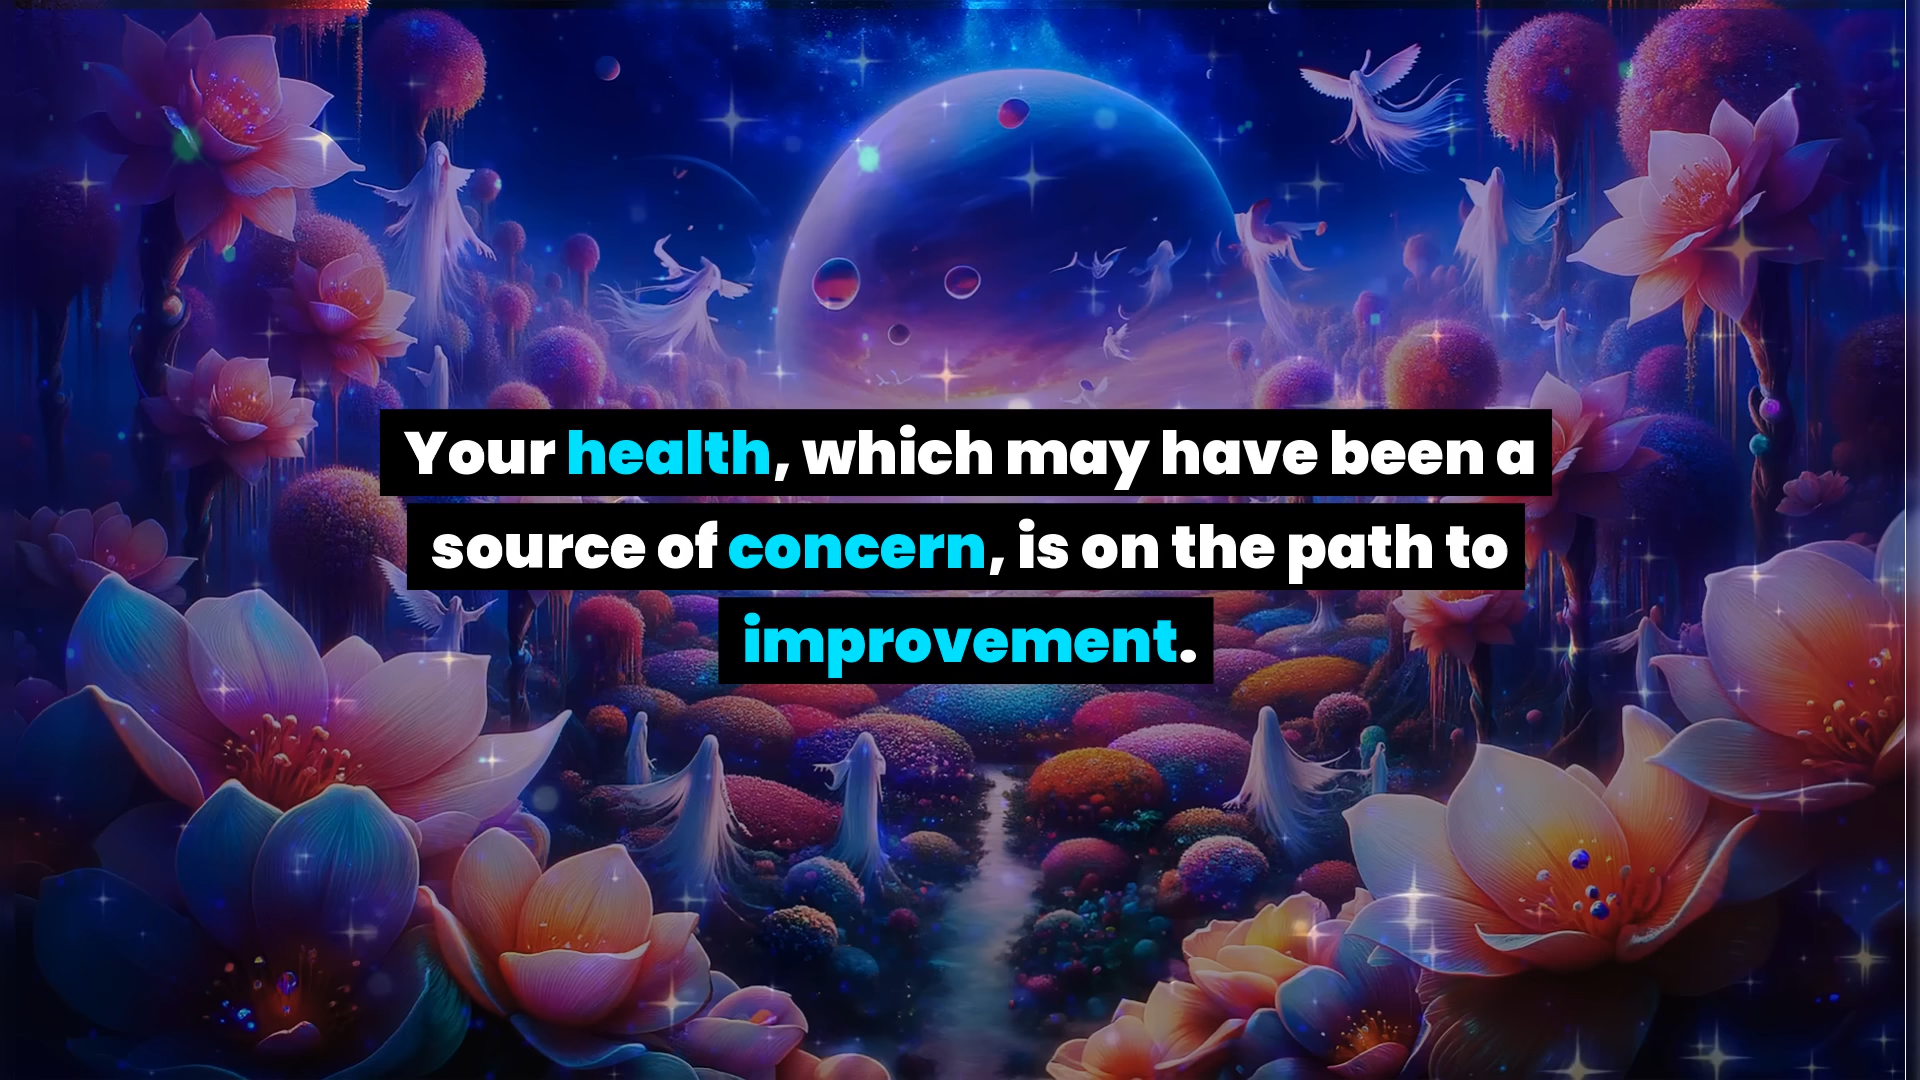 Your health, which may have been a
source of concern, is on the path to
improvement.